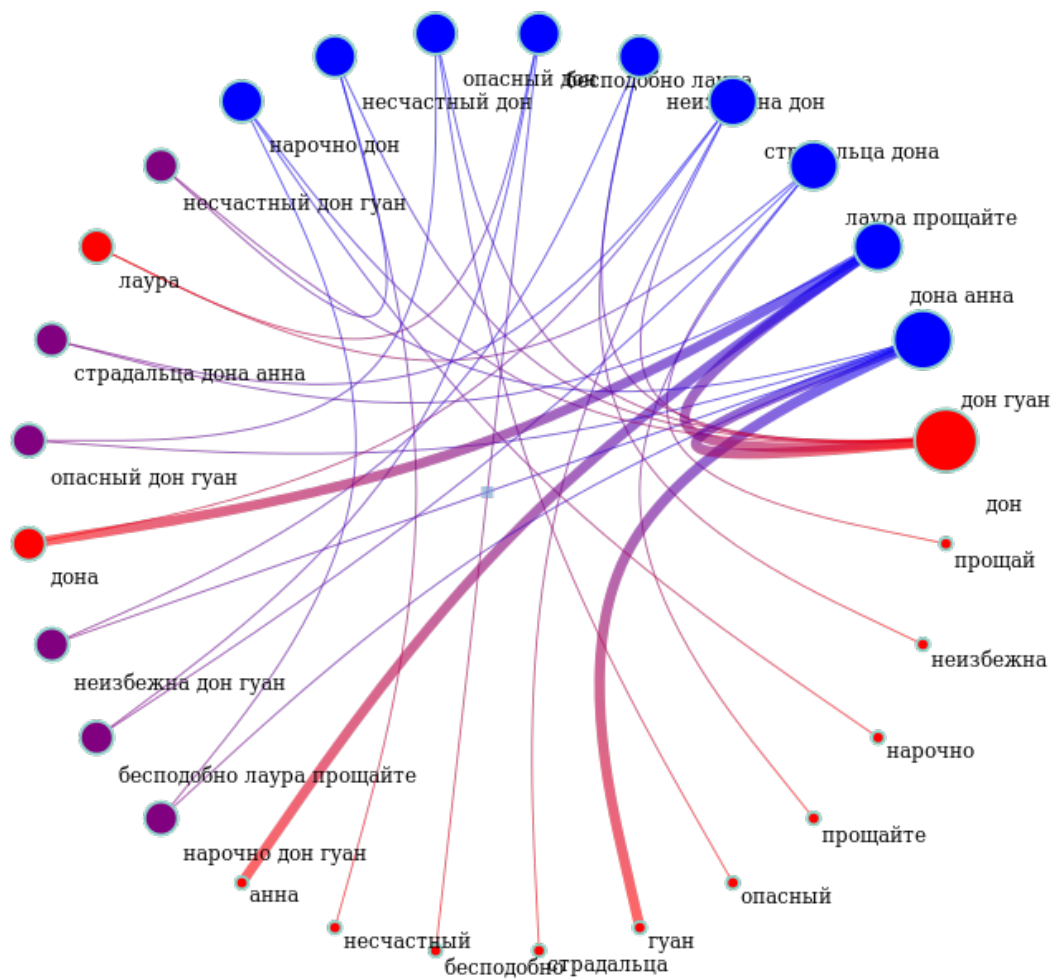 опасный дон
бесподобно лаура
несчастный дон
неизбежна дон
нарочно дон
страдальца дона
несчастный дон гуан
лаура прощайте
лаура
дона анна
страдальца дона анна
дон гуан
опасный дон гуан
дон
прощай
дона
неизбежна
неизбежна дон гуан
нарочно
бесподобно лаура прощайте
прощайте
нарочно дон гуан
анна
опасный
несчастный
гуан
бесподобно
страдальца